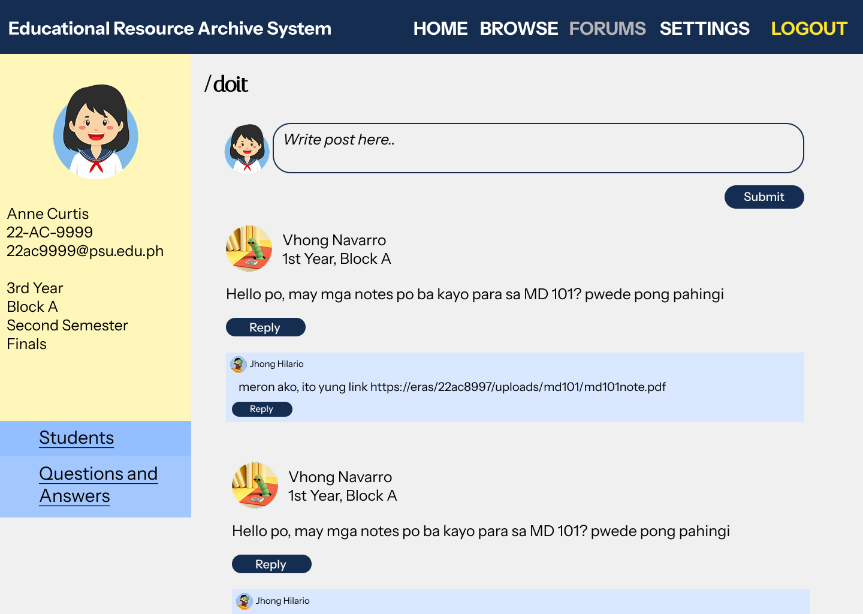 Educational Resource Archive System
HOME BROWSE FORUMS SETTINGS LOGOUT
Anne Curtis
22-AC-9999
22ac9999@psu.edu.ph
3rd Year
Block A
Second Semester
Finals
Students
Questions and
Answers
/doit
Write post here..
Submit
Vhong Navarro
1st Year, Block A
Hello po, may mga notes po ba kayo para sa MD 101? pwede pong pahingi
Reply
Jhong Hilario
meron ako, ito yung link https://eras/22ac8997/uploads/md101/md101note.pdf
Reply
Vhong Navarro
1st Year, Block A
Hello po, may mga notes po ba kayo para sa MD 101? pwede pong pahingi
Reply
Jhong Hilario